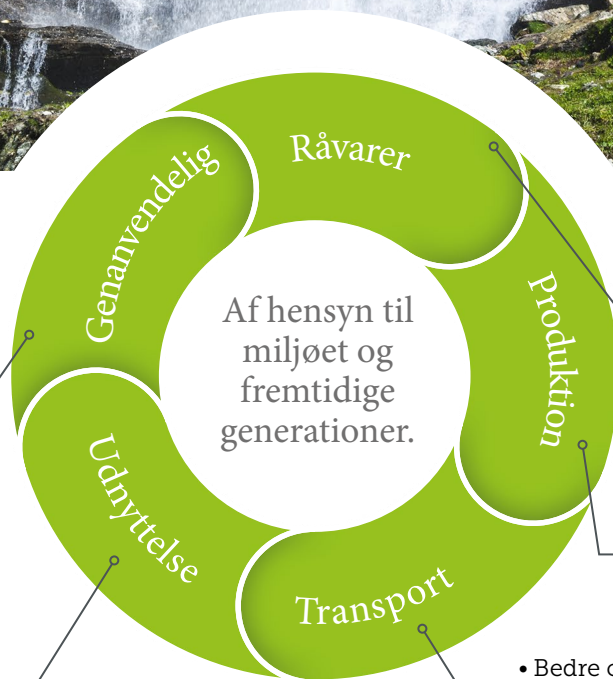 Råvarer
Produktion
Transport
Udnyttelse
Genanvendelig
Af hensyn til
miljøet og
fremtidige
generationer.
• Bedre